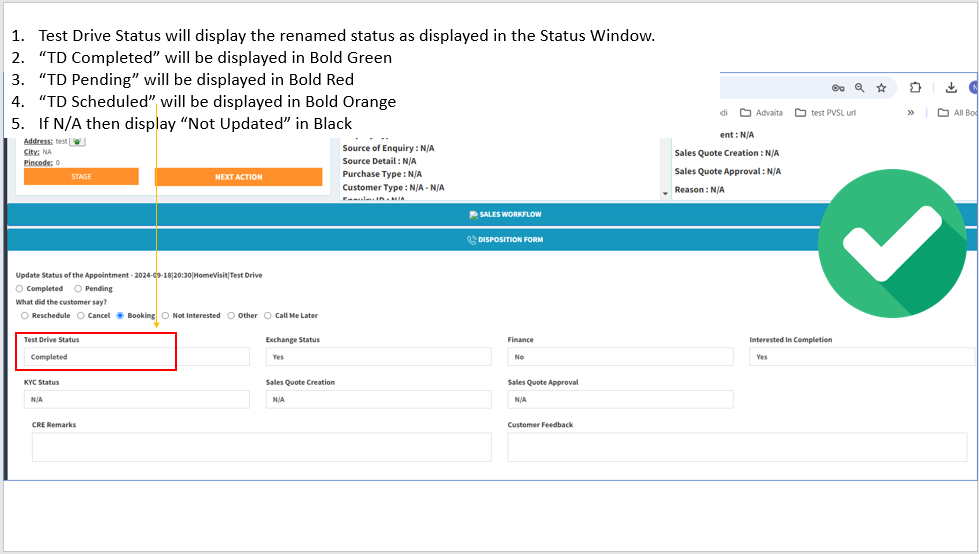 1. Test Drive Status will display the renamed status as displayed in the Status Window.
2. “TD Completed” will be displayed in Bold Green
3. “TD Pending” will be displayed in Bold Red
4. “TD Scheduled” will be displayed in Bold Orange
5. If N/A then display “Not Updated” in Black
Advaita test PVSL url » All Boo
ent : N/A
Address: test
City: NA
Pincode: 0
STAGE NEXT ACTION
Source of Enquiry : N/A
Source Detail : N/A
Purchase Type : N/A
Customer Type : N/A - N/A
Enquiry ID : N/A
Sales Quote Creation : N/A
Sales Quote Approval : N/A
Reason : N/A
SALES WORKFLOW
DISPOSITION FORM
Update Status of the Appointment - 2024-09-18|20:30|HomeVisit|Test Drive
Completed Pending
What did the customer say?
Reschedule Cancel Booking Not Interested Other Call Me Later
Test Drive Status Exchange Status Finance Interested In Completion
Completed Yes No Yes
KYC Status Sales Quote Creation Sales Quote Approval
N/A N/A N/A
CRE Remarks Customer Feedback